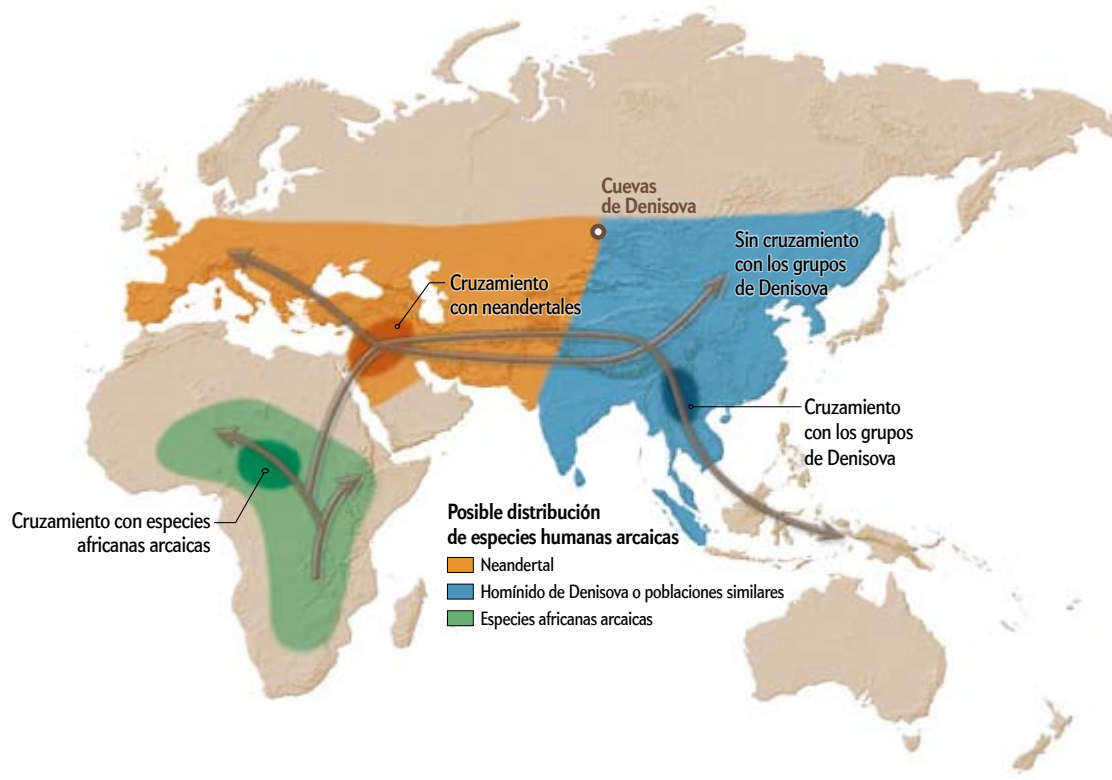 Cuevas
de Denisova
Sin cruzamiento
con los grupos
de Denisova
Cruzamiento
con neandertales
Cruzamiento
con los grupos
de Denisova
Cruzamiento con especies
africanas arcaicas
Posible distribución
de especies humanas arcaicas
Neandertal
Homínido de Denisova o poblaciones similares
Especies africanas arcaicas